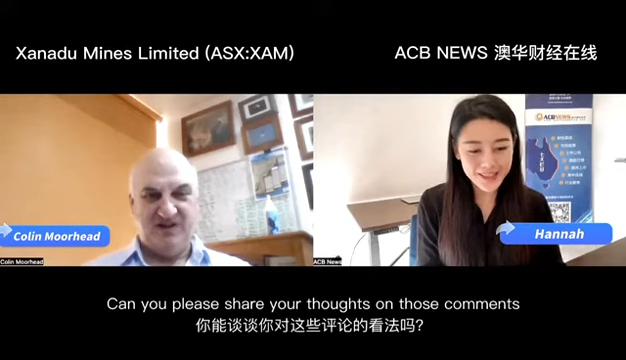 Xanadu Mines Limited (ASX:XAM)
ACB NEWS 澳华财经在线
ACBNEWS
Colin Moorhead
Hannah
Colin Moorhead
ACB News
Can you please share your thoughts on those comments
你能谈谈你对这些评论的看法吗?